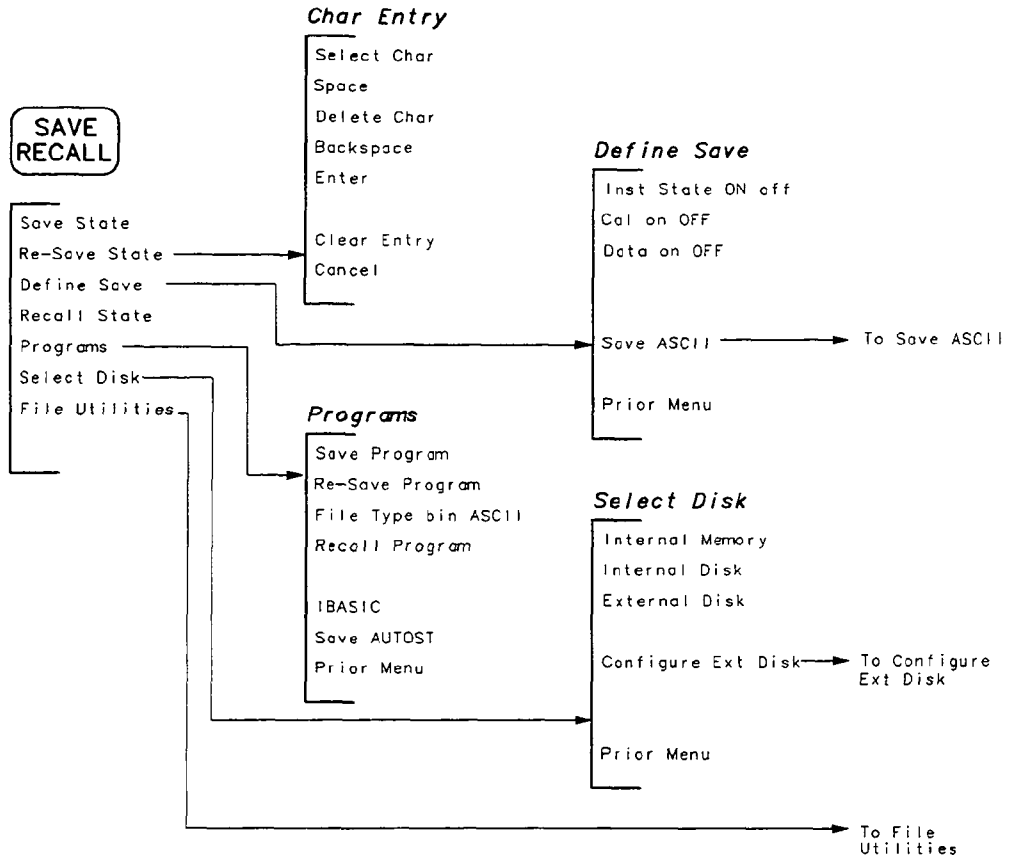 SAVE
RECALL
Save State
Re-Save State
Define Save
Recall State
Programs
Select Disk
File Utilities
Char Entry
Select Char
Space
Delete Char
Backspace
Enter
Clear Entry
Cancel
Programs
Save Program
Re-Save Program
File Type bin ASCII
Recall Program
IBASIC
Save AUTOST
Prior Menu
Define Save
Inst State ON off
Cal on OFF
Data on OFF
Save ASCII
Prior Menu
To Save ASCII
Select Disk
Internal Memory
Internal Disk
External Disk
Configure Ext Disk
Prior Menu
To Configure
Ext Disk
To File
Utilities